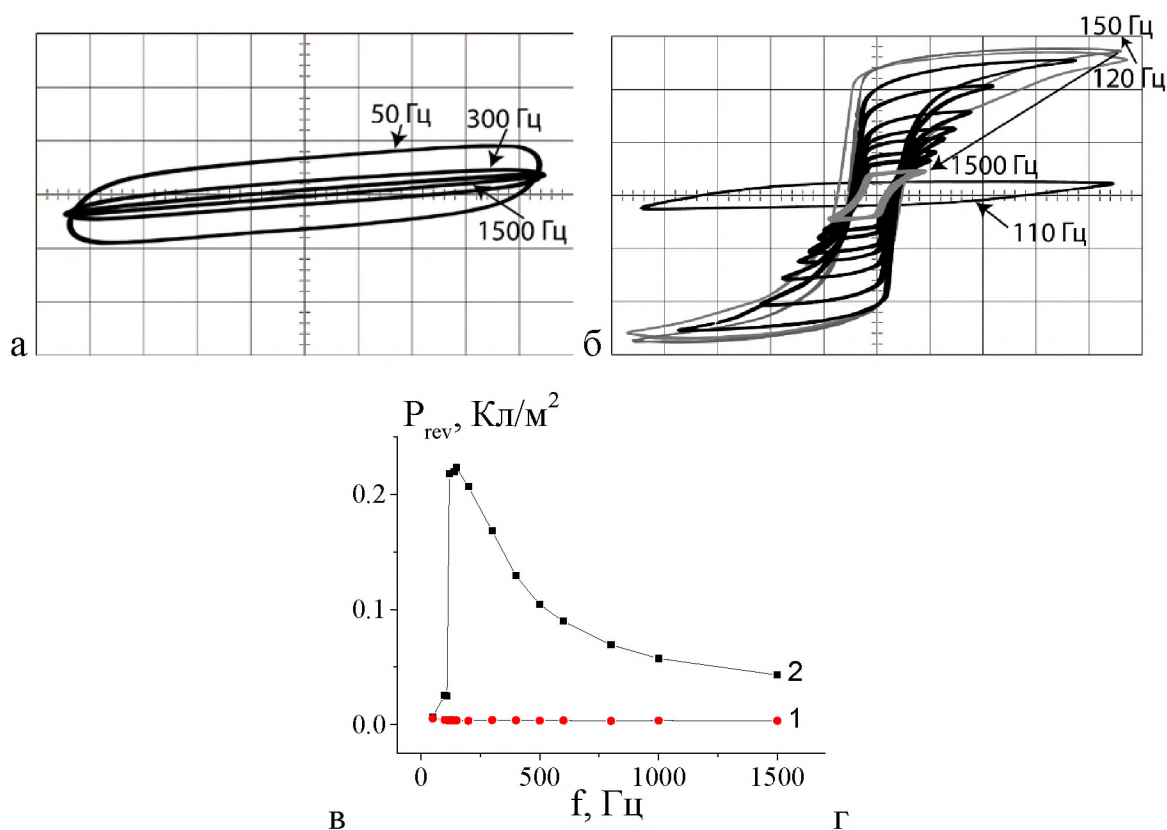 50 Гц
300 Гц
1500 Гц
а
150 Гц
120 Гц
1500 Гц
110 Гц
б
P_rev, Кл/м²
0.2
0.1
0.0
2
1
0 500 1000 1500
f, Гц
в г